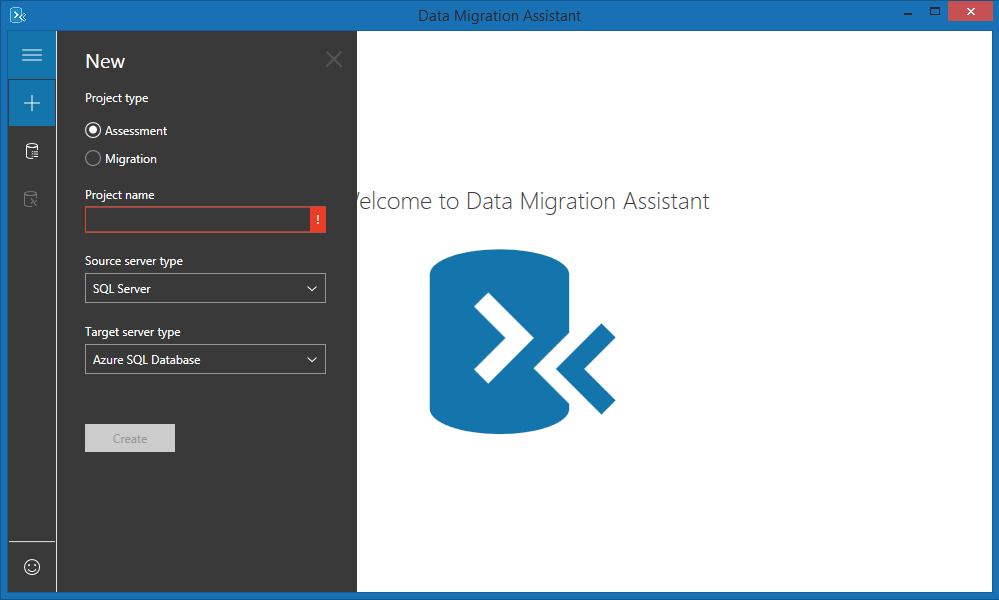 Data Migration Assistant
New
Project type
Assessment
Migration
Project name
!
Source server type
SQL Server
Target server type
Azure SQL Database
Create
elcome to Data Migration Assistant